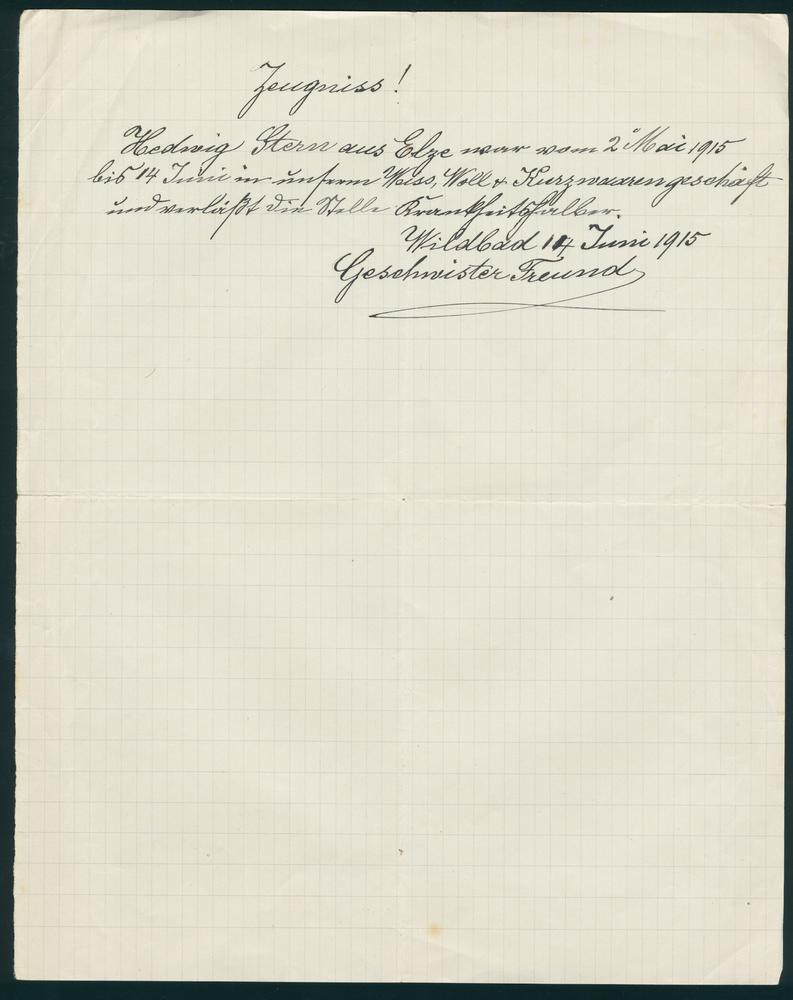 Zeugniss!
Hedwig Stern aus Elze war vom 2 Mai 1915
bis 14 Juni in unserm Weiss, Woll & Kurzwaarengeschäft
und verläßt die Stelle Krankheitshalber.
Wildbad 14 Juni 1915
Geschwister Freund